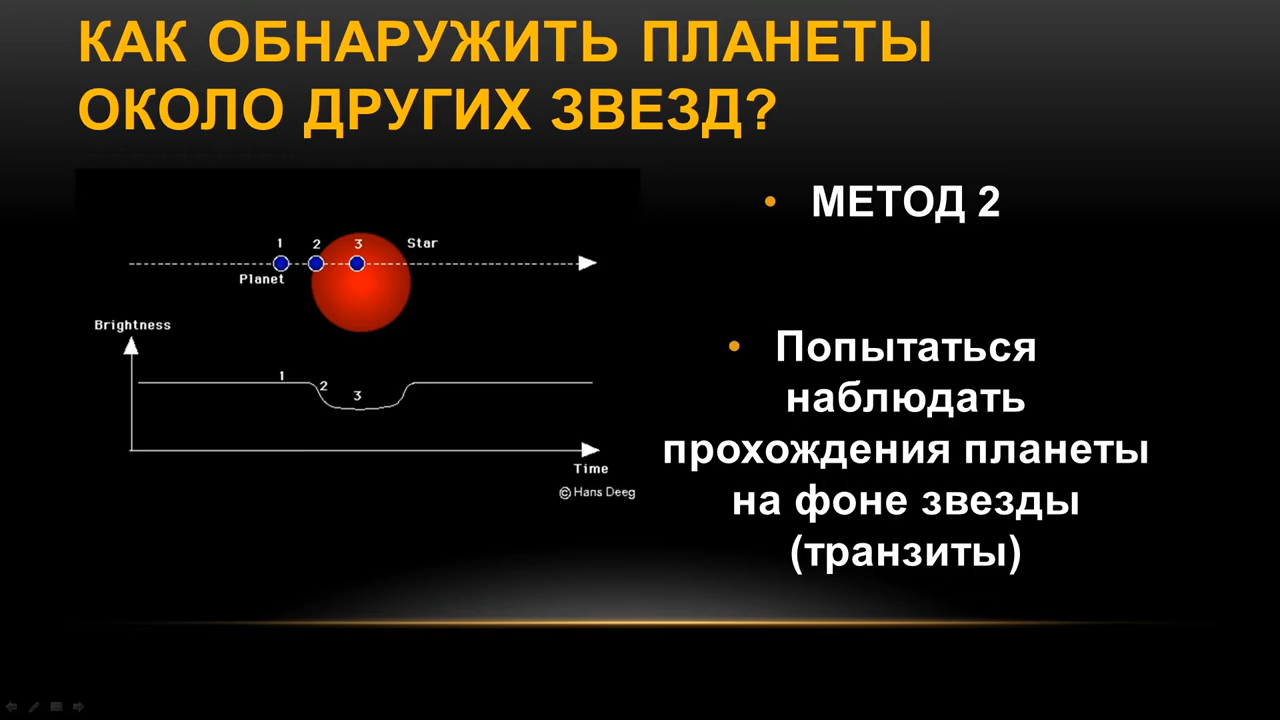 КАК ОБНАРУЖИТЬ ПЛАНЕТЫ
ОКОЛО ДРУГИХ ЗВЕЗД?
1
2
3
Star
Planet
Brightness
1
2
3
Time
© Hans Deeg
• МЕТОД 2
• Попытаться
наблюдать
прохождения планеты
на фоне звезды
(транзиты)